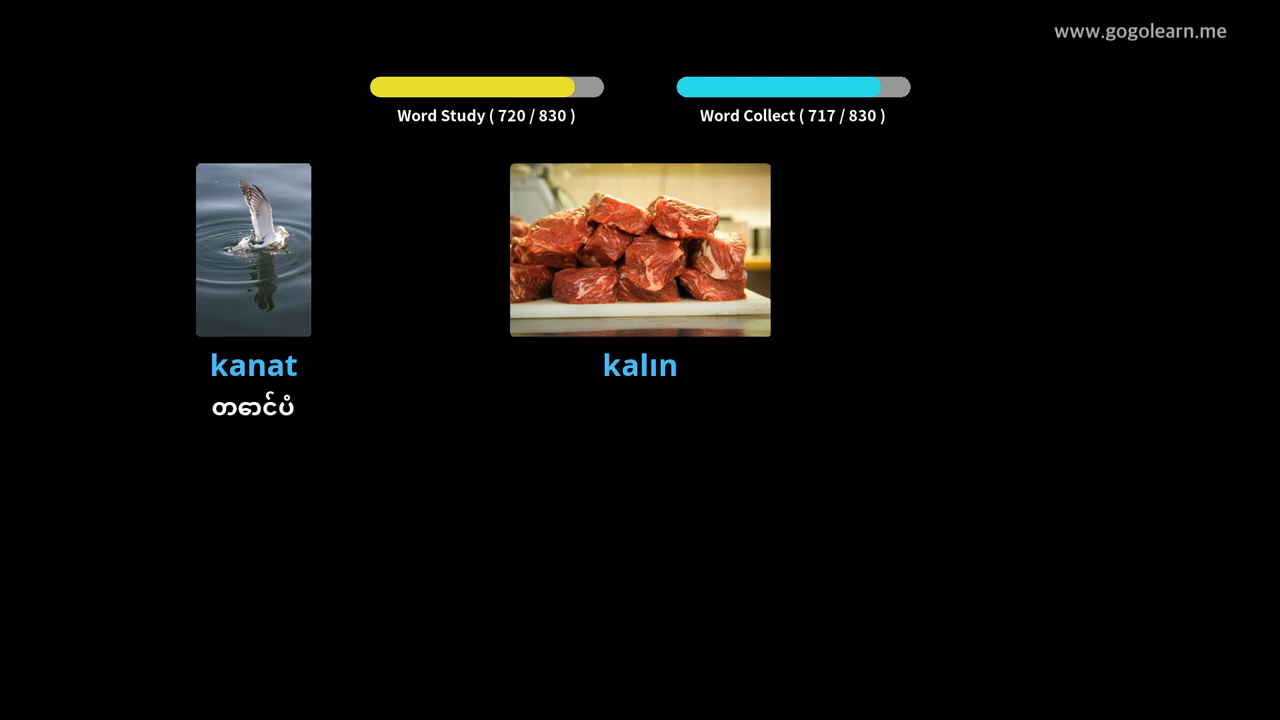 www.gogolearn.me
Word Study ( 720 / 830 )
Word Collect ( 717 / 830 )
kanat
kalın
တောင်ပံ